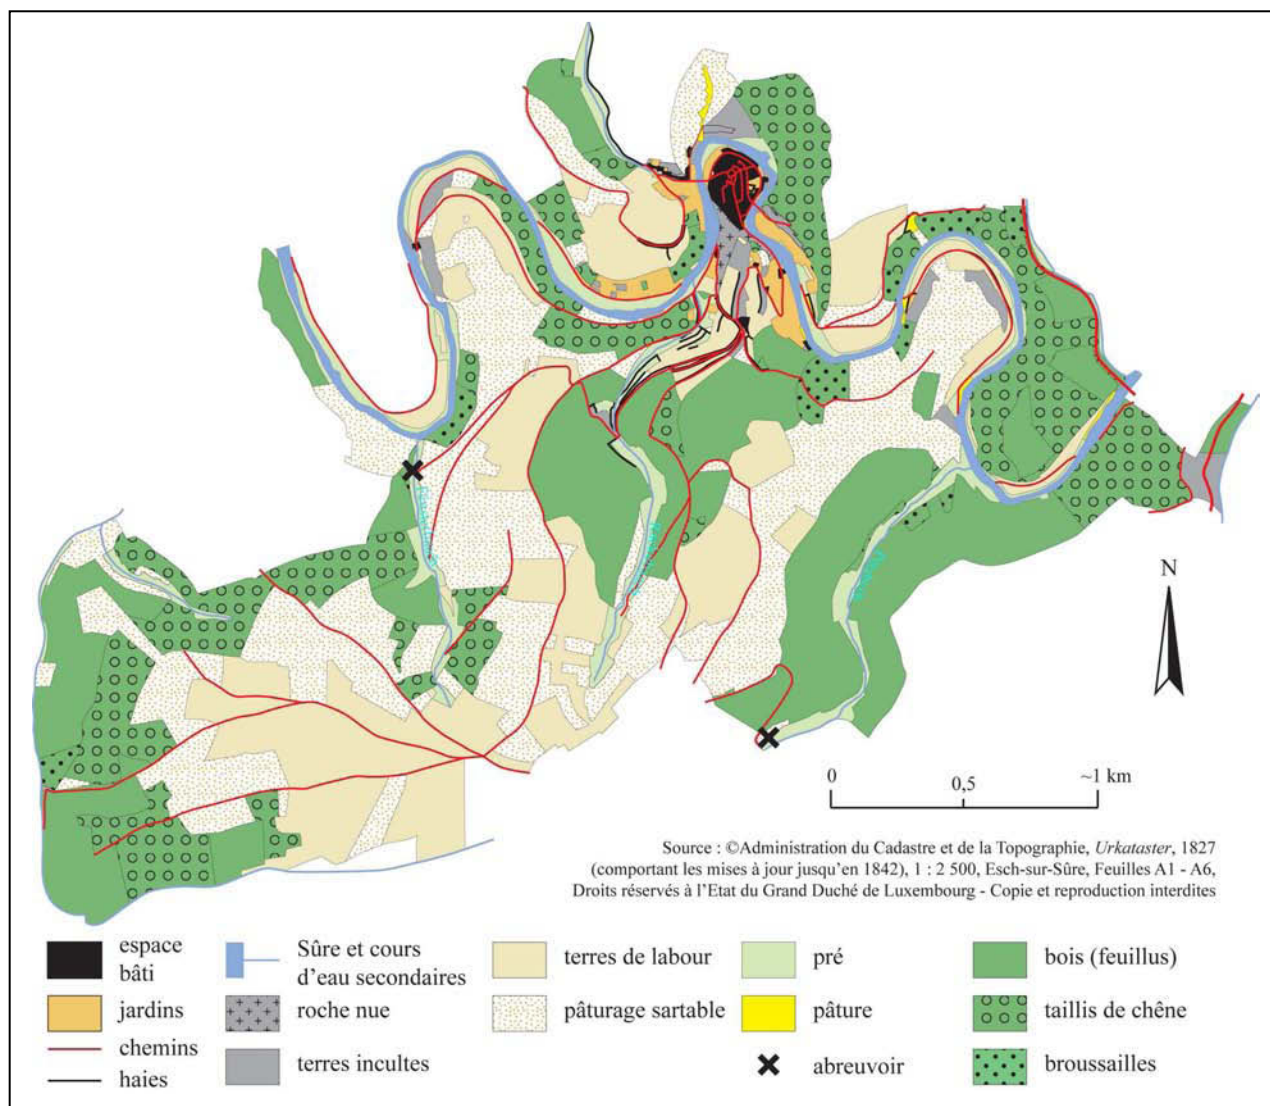 N
0
0,5
~1 km
Source : ©Administration du Cadastre et de la Topographie, Urkataster, 1827
(comportant les mises à jour jusqu’en 1842), 1 : 2 500, Esch-sur-Sûre, Feuilles A1 - A6,
Droits réservés à l’Etat du Grand Duché de Luxembourg - Copie et reproduction interdites
espace
bâti
jardins
chemins
haies
Sûre et cours
d’eau secondaires
roche nue
terres incultes
terres de labour
pâturage sartable
pré
pâture
abreuvoir
bois (feuillus)
taillis de chêne
broussailles